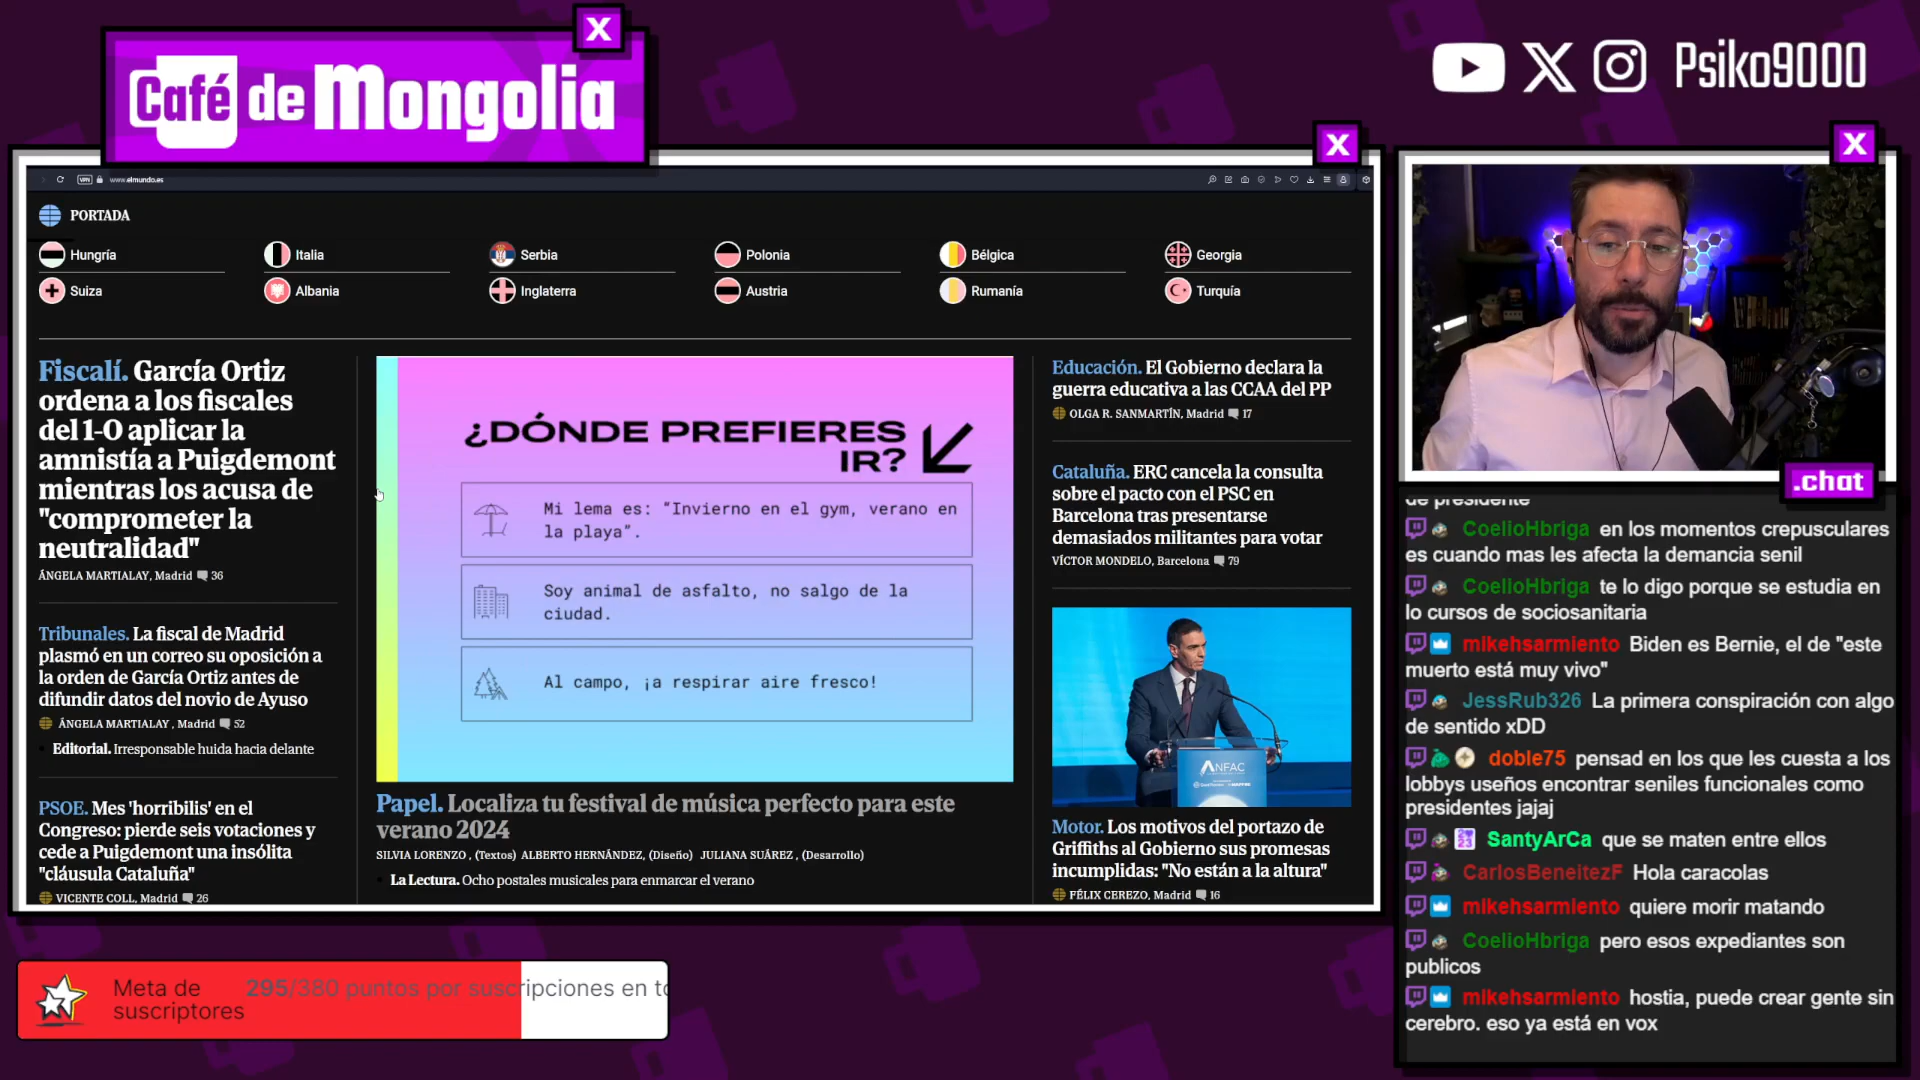 X
Café de Mongolia
Psiko9000
X
X
VPN www.elmundo.es
PORTADA
Hungría
Italia
Serbia
Polonia
Bélgica
Georgia
Suiza
Albania
Inglaterra
Austria
Rumanía
Turquía
Fiscalí. García Ortiz
ordena a los fiscales
del 1-O aplicar la
amnistía a Puigdemont
mientras los acusa de
"comprometer la
neutralidad"
ÁNGELA MARTIALAY, Madrid 36
Tribunales. La fiscal de Madrid
plasmó en un correo su oposición a
la orden de García Ortiz antes de
difundir datos del novio de Ayuso
ÁNGELA MARTIALAY , Madrid 52
Editorial. Irresponsable huida hacia delante
PSOE. Mes 'horribilis' en el
Congreso: pierde seis votaciones y
cede a Puigdemont una insólita
"cláusula Cataluña"
VICENTE COLL, Madrid 26
¿DÓNDE PREFIERES
IR?
Mi lema es: “Invierno en el gym, verano en
la playa”.
Soy animal de asfalto, no salgo de la
ciudad.
Al campo, ¡a respirar aire fresco!
Papel. Localiza tu festival de música perfecto para este
verano 2024
SILVIA LORENZO , (Textos) ALBERTO HERNÁNDEZ, (Diseño) JULIANA SUÁREZ , (Desarrollo)
La Lectura. Ocho postales musicales para enmarcar el verano
Educación. El Gobierno declara la
guerra educativa a las CCAA del PP
OLGA R. SANMARTÍN, Madrid 17
Cataluña. ERC cancela la consulta
sobre el pacto con el PSC en
Barcelona tras presentarse
demasiados militantes para votar
VÍCTOR MONDELO, Barcelona 79
ANFAC
Motor. Los motivos del portazo de
Griffiths al Gobierno sus promesas
incumplidas: "No están a la altura"
FÉLIX CEREZO, Madrid 16
.chat
de presidente
CoelioHbriga en los momentos crepusculares
es cuando mas les afecta la demancia senil
CoelioHbriga te lo digo porque se estudia en
lo cursos de sociosanitaria
mikehsarmiento Biden es Bernie, el de "este
muerto está muy vivo"
JessRub326 La primera conspiración con algo
de sentido xDD
doble75 pensad en los que les cuesta a los
lobbys useños encontrar seniles funcionales como
presidentes jajaj
SantyArCa que se maten entre ellos
CarlosBeneitezF Hola caracolas
mikehsarmiento quiere morir matando
CoelioHbriga pero esos expediantes son
publicos
mikehsarmiento hostia, puede crear gente sin
cerebro. eso ya está en vox
Meta de
suscriptores
295/380 puntos por suscripciones en to